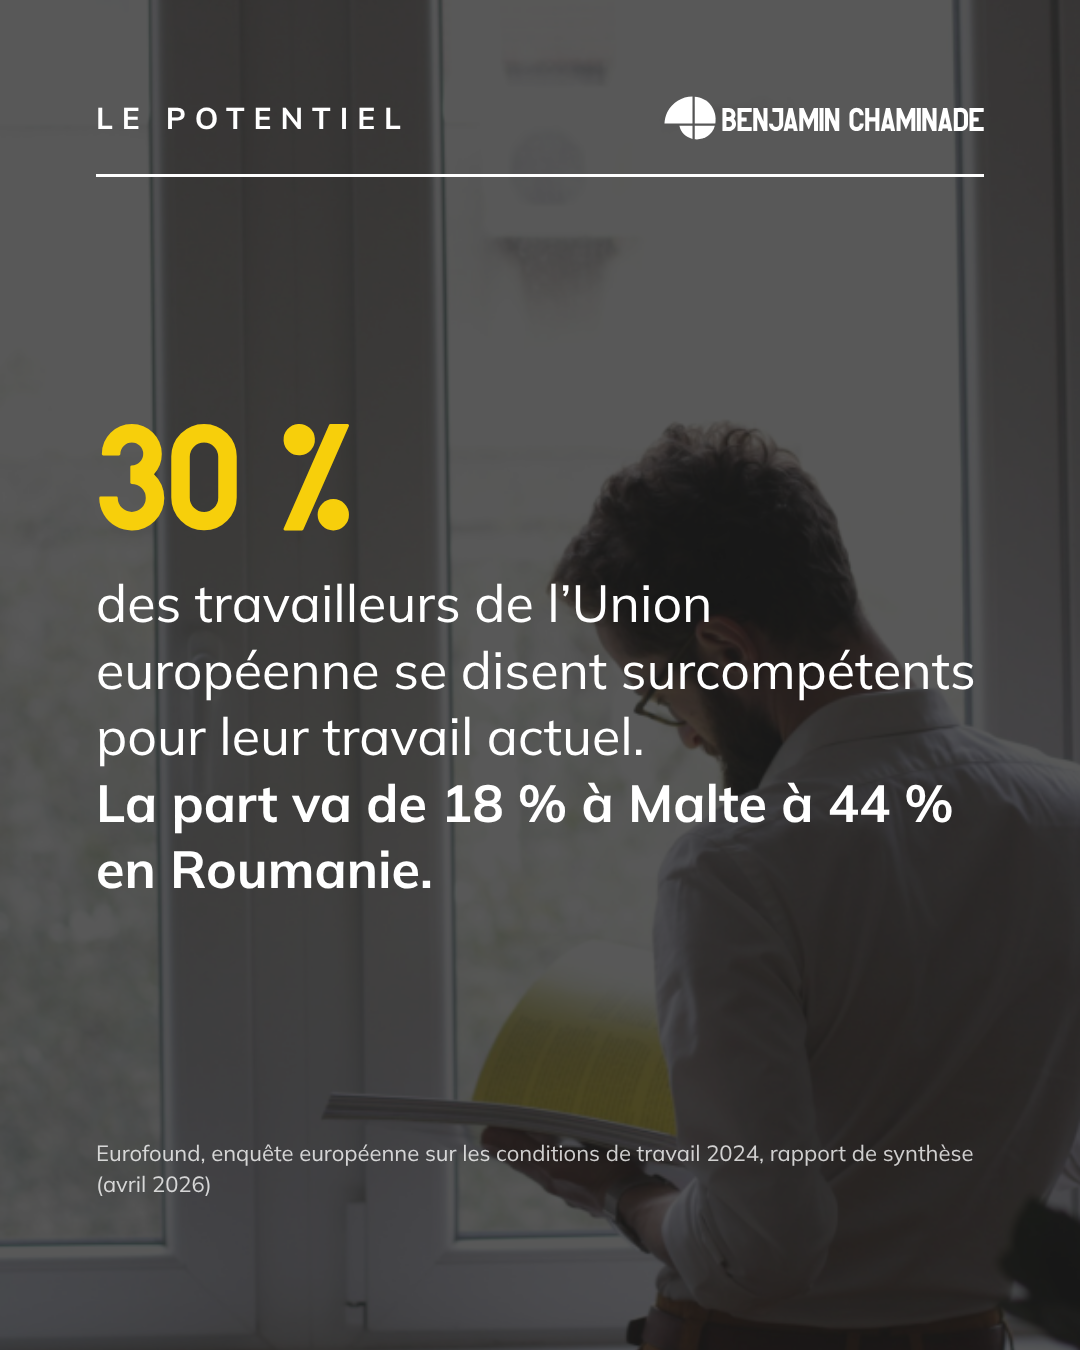 LE POTENTIEL
BENJAMIN CHAMINADE
30 %
des travailleurs de l’Union
européenne se disent surcompétents
pour leur travail actuel.
La part va de 18 % à Malte à 44 %
en Roumanie.
Eurofound, enquête européenne sur les conditions de travail 2024, rapport de synthèse
(avril 2026)